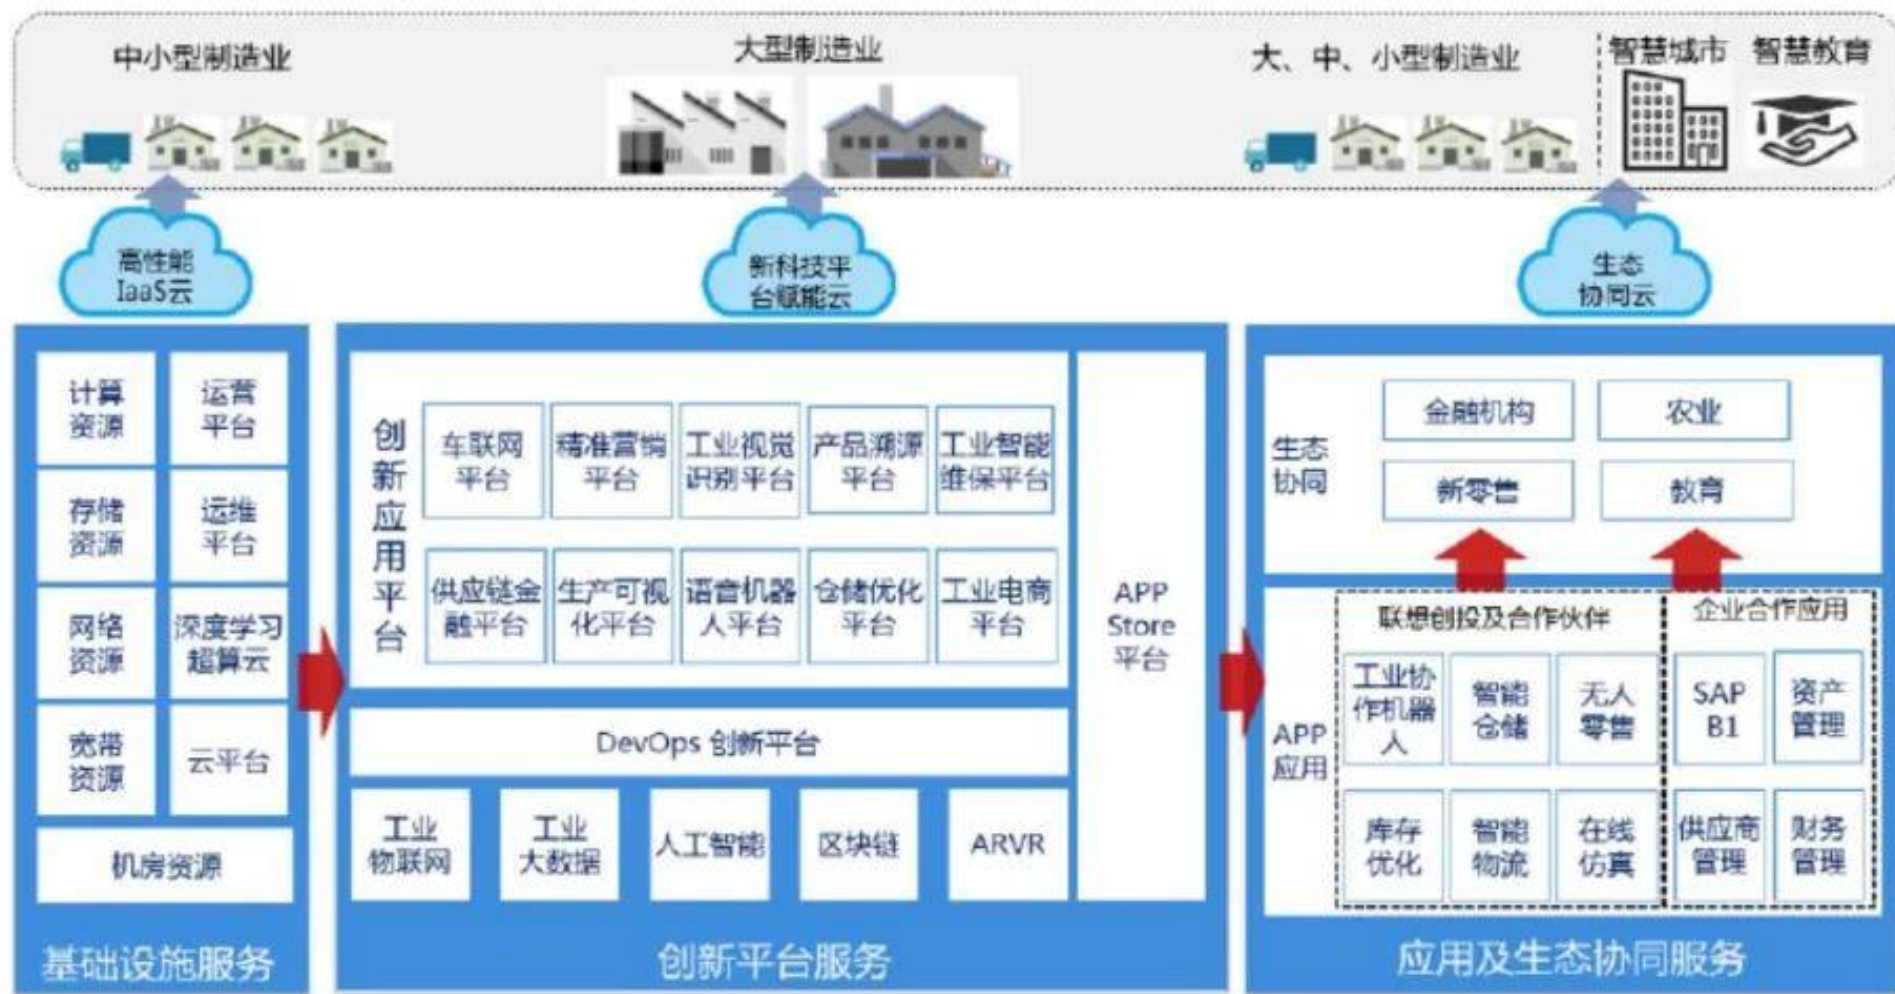 中小型制造业
大型制造业
大、中、小型制造业
智慧城市
智慧教育
高性能
IaaS云
新科技平
台赋能云
生态
协同云
计算
资源
运营
平台
存储
资源
运维
平台
网络
资源
深度学习
超算云
宽带
资源
云平台
机房资源
基础设施服务
创新应用平台
车联网
平台
精准营销
平台
工业视觉
识别平台
产品溯源
平台
工业智能
维保平台
供应链金
融平台
生产可视
化平台
语音机器
人平台
仓储优化
平台
工业电商
平台
DevOps 创新平台
工业
物联网
工业
大数据
人工智能
区块链
ARVR
APP
Store
平台
创新平台服务
生态
协同
金融机构
农业
新零售
教育
APP
应用
联想创投及合作伙伴
工业协
作机器
人
智能
仓储
无人
零售
库存
优化
智能
物流
在线
仿真
企业合作应用
SAP
B1
资产
管理
供应商
管理
财务
管理
应用及生态协同服务